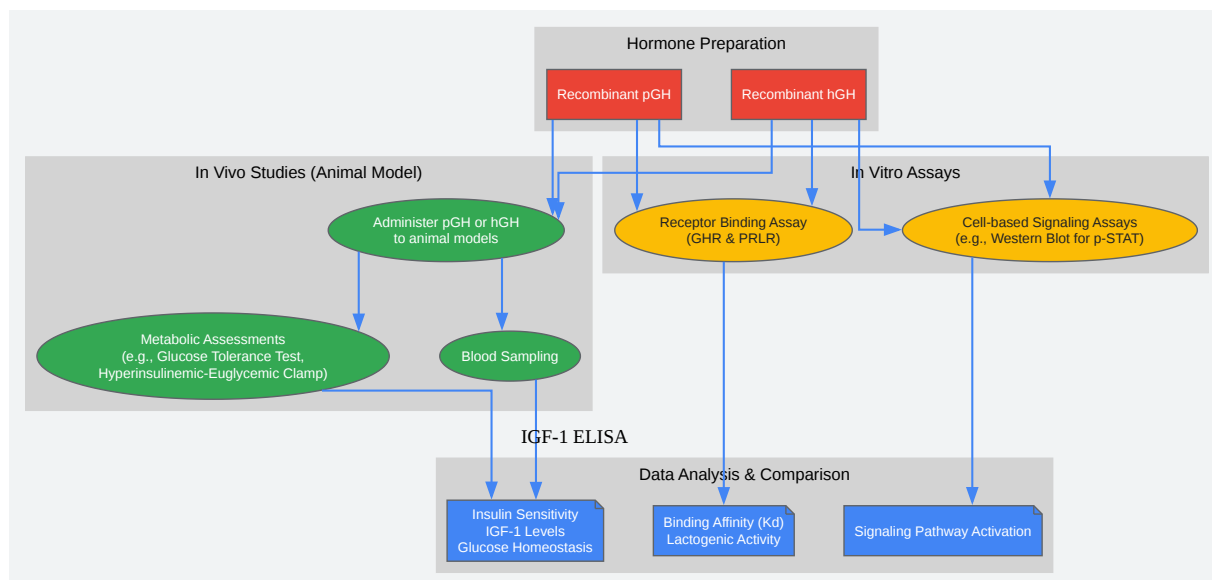 Hormone Preparation
Recombinant pGH
Recombinant hGH
In Vivo Studies (Animal Model)
In Vitro Assays
Administer pGH or hGH
to animal models
Receptor Binding Assay
(GHR & PRLR)
Cell-based Signaling Assays
(e.g., Western Blot for p-STAT)
Metabolic Assessments
(e.g., Glucose Tolerance Test,
Hyperinsulinemic-Euglycemic Clamp)
Blood Sampling
IGF-1 ELISA
Data Analysis & Comparison
Insulin Sensitivity
IGF-1 Levels
Glucose Homeostasis
Binding Affinity (Kd)
Lactogenic Activity
Signaling Pathway Activation